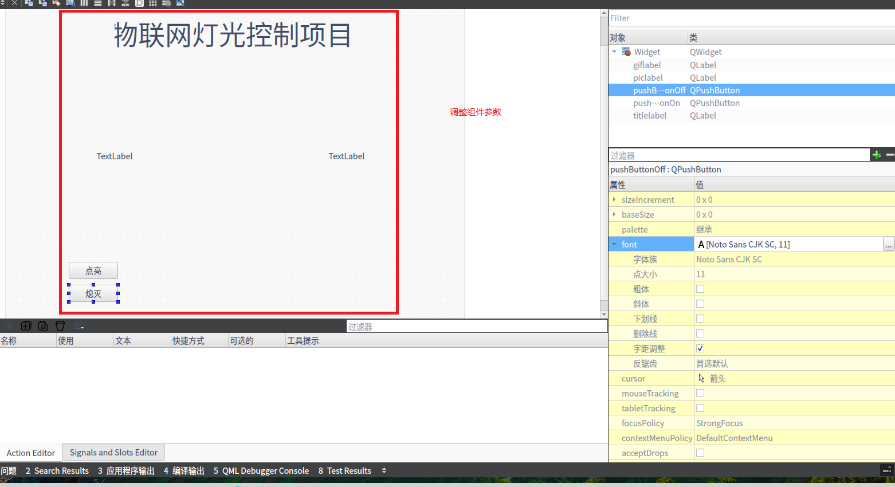 物联网灯光控制项目
调整组件参数
TextLabel
TextLabel
点亮
熄灭
Filter
对象 类
Widget QWidget
giflabel QLabel
piclabel QLabel
pushB⋯onOff QPushButton
push⋯onOn QPushButton
titlelabel QLabel
过滤器
pushButtonOff : QPushButton
属性 值
sizeIncrement 0 x 0
baseSize 0 x 0
palette 继承
font A [Noto Sans CJK SC, 11] ...
字体族 Noto Sans CJK SC
点大小 11
粗体
斜体
下划线
删除线
字距调整
反锯齿 首选默认
cursor 箭头
mouseTracking
tabletTracking
focusPolicy StrongFocus
contextMenuPolicy DefaultContextMenu
acceptDrops
过滤器
名称 使用 文本 快捷方式 可选的 工具提示
Action Editor Signals and Slots Editor
问题 2 Search Results 3 应用程序输出 4 编译输出 5 QML Debugger Console 8 Test Results